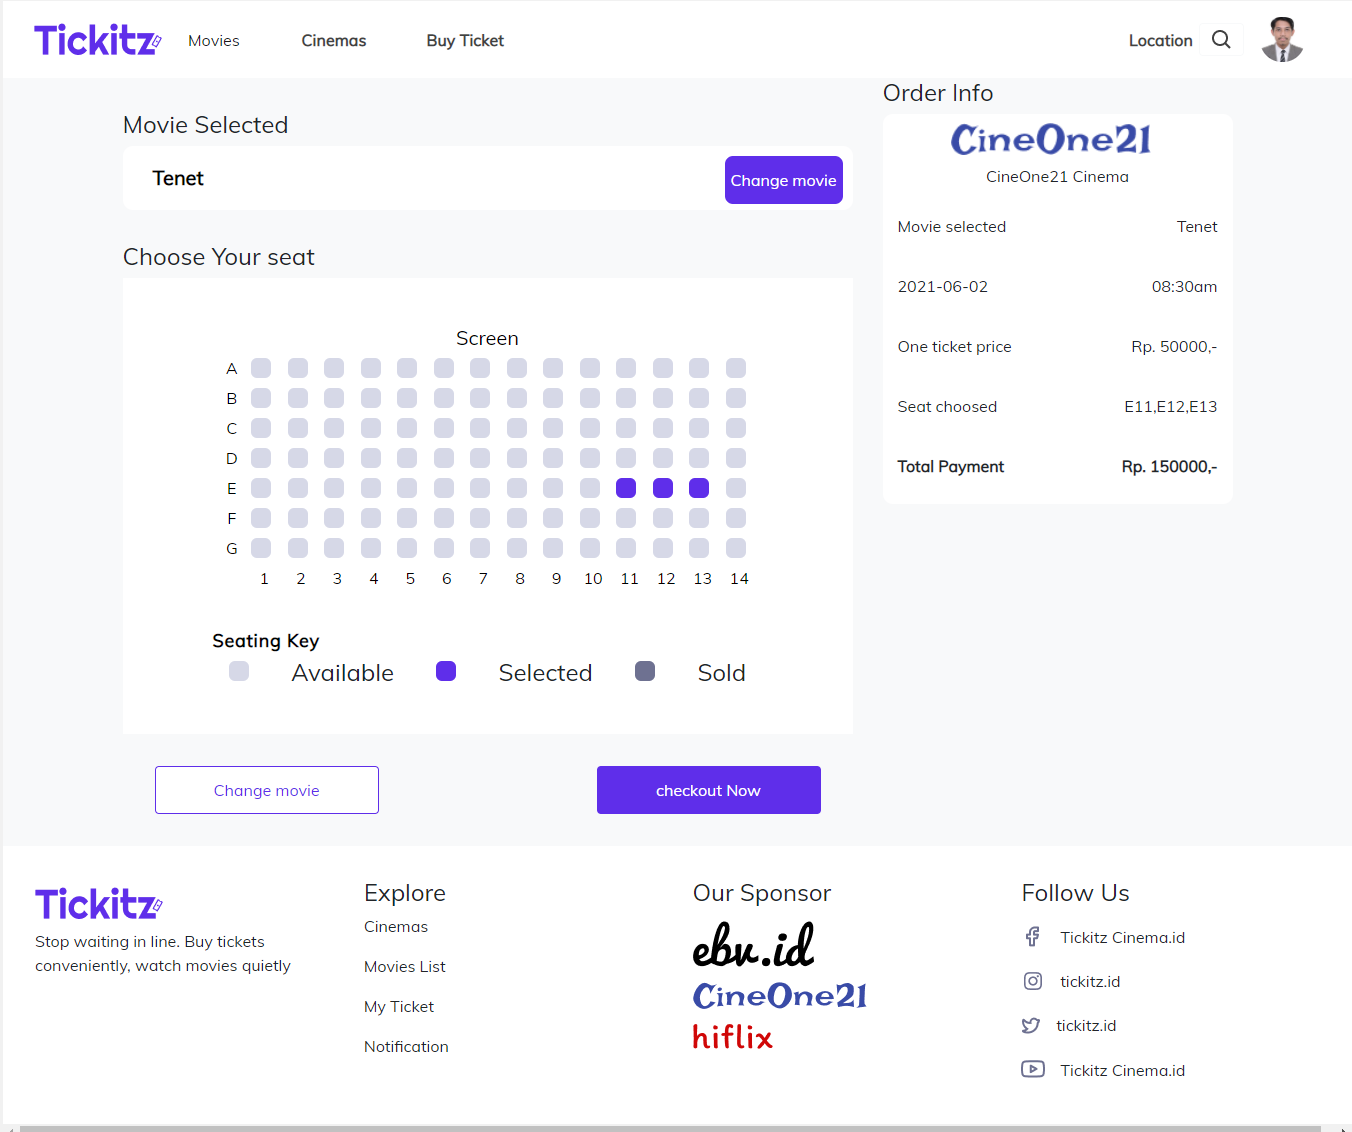 Tickitz Movies Cinemas Buy Ticket Location
Movie Selected
Tenet Change movie
Choose Your seat
Screen
A
B
C
D
E
F
G
1 2 3 4 5 6 7 8 9 10 11 12 13 14
Seating Key
Available Selected Sold
Change movie checkout Now
Order Info
CineOne21
CineOne21 Cinema
Movie selected Tenet
2021-06-02 08:30am
One ticket price Rp. 50000,-
Seat choosed E11,E12,E13
Total Payment Rp. 150000,-
Tickitz
Stop waiting in line. Buy tickets
conveniently, watch movies quietly
Explore
Cinemas
Movies List
My Ticket
Notification
Our Sponsor
ebv.id
CineOne21
hiflix
Follow Us
Tickitz Cinema.id
tickitz.id
tickitz.id
Tickitz Cinema.id